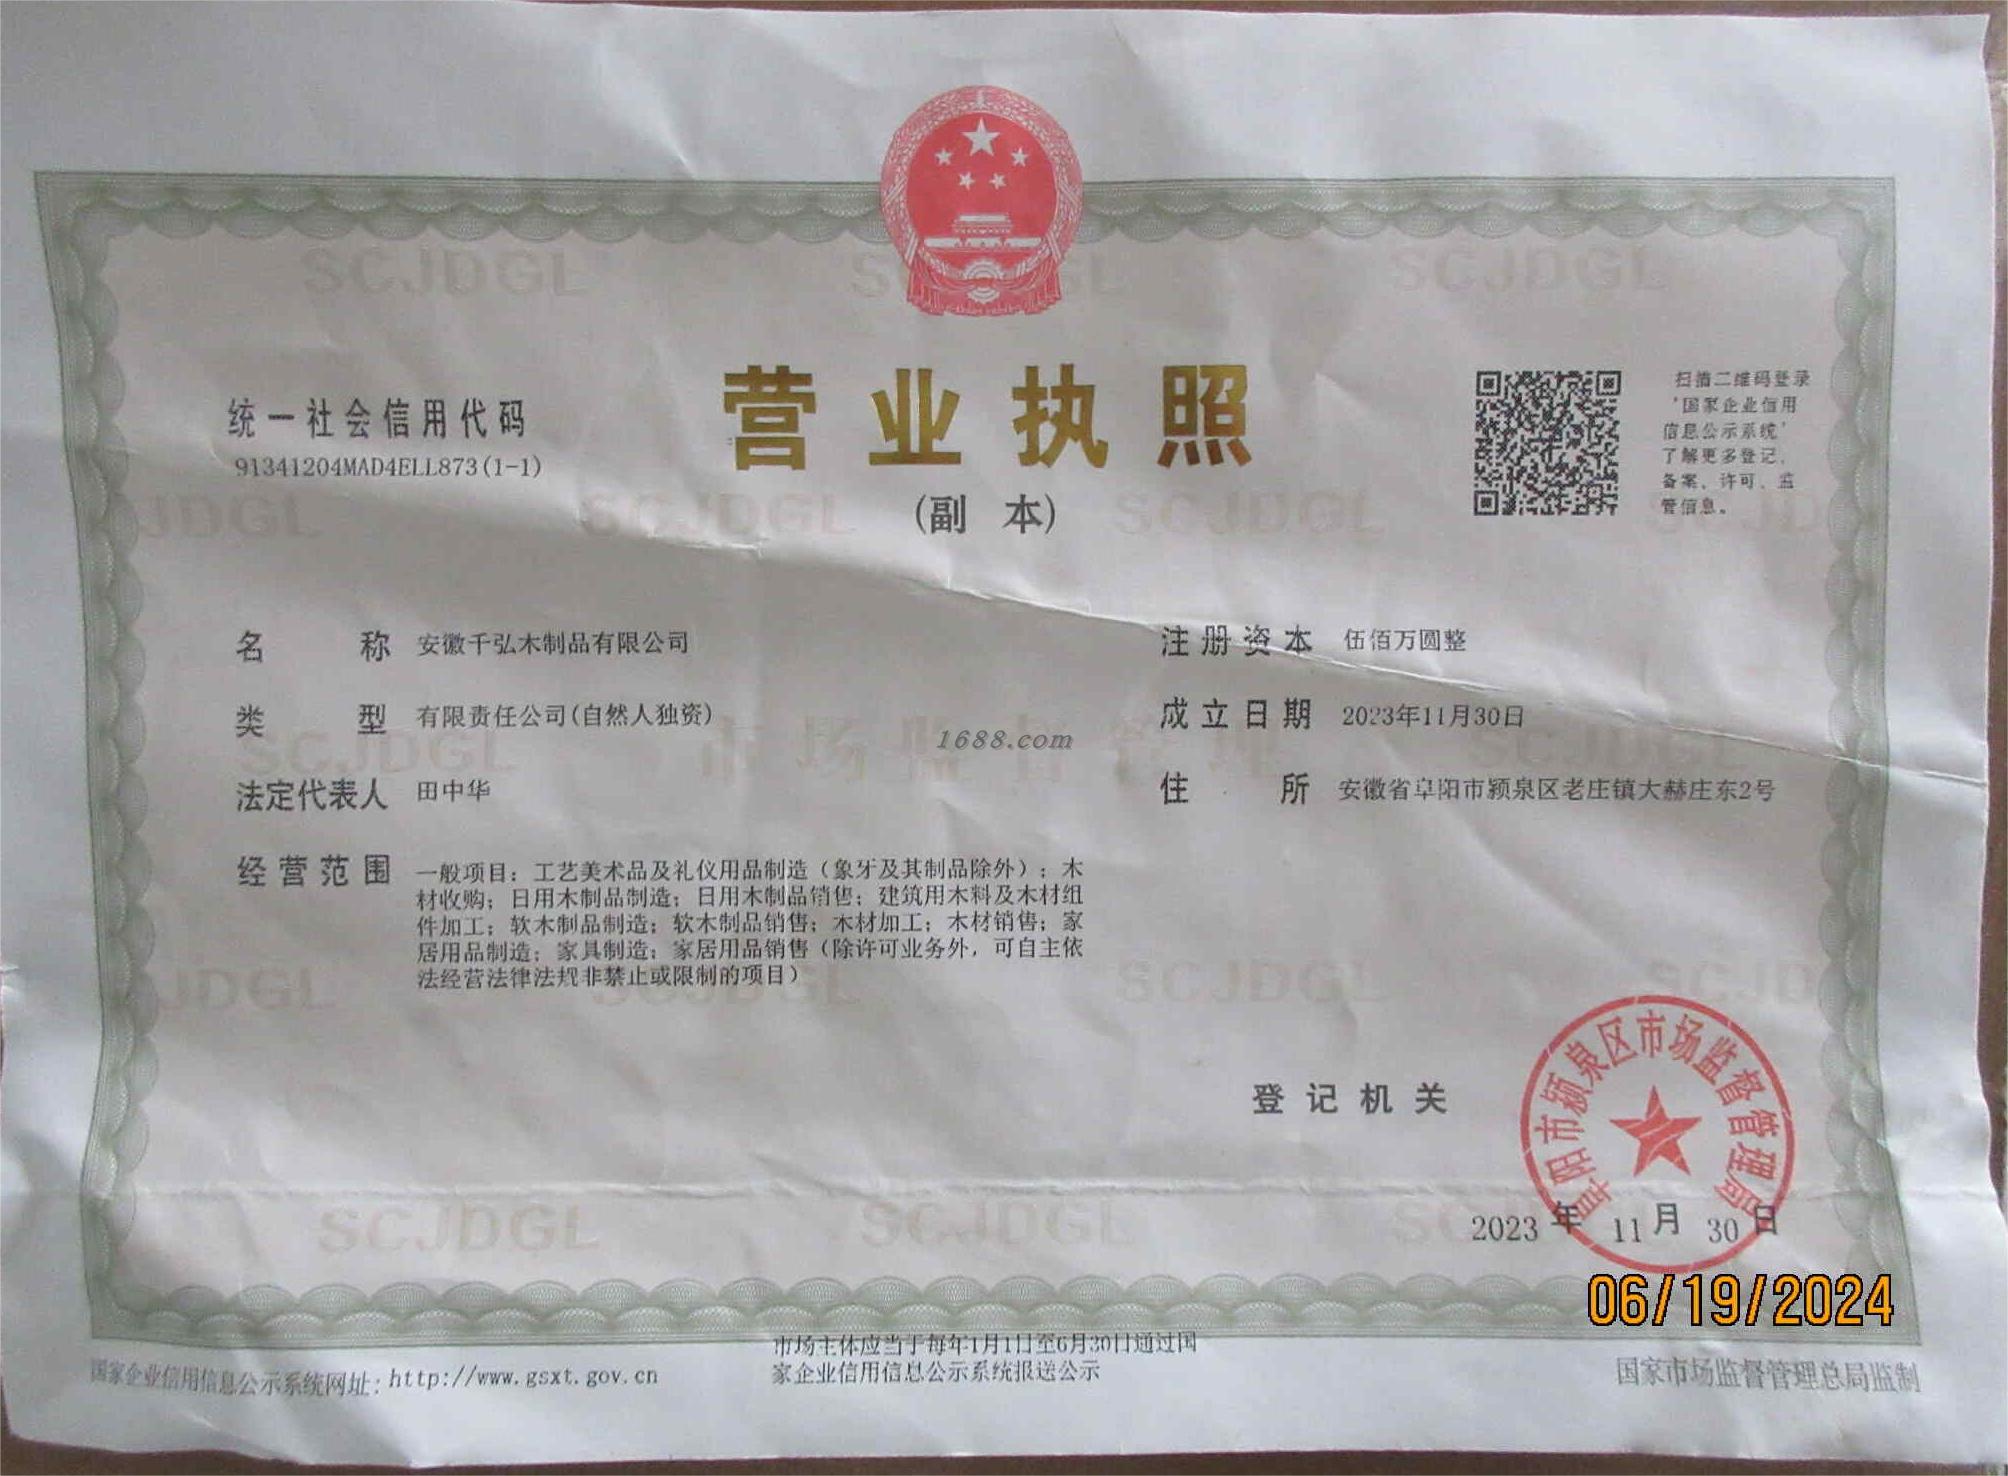 营业执照
(副 本)
统一社会信用代码
91341204MAD4ELL873(1-1)
扫描二维码登录
'国家企业信用
信息公示系统'
了解更多登记、
备案、许可、监
管信息。
名 称 安徽千弘木制品有限公司
类 型 有限责任公司(自然人独资)
法定代表人 田中华
经营范围 一般项目：工艺美术品及礼仪用品制造（象牙及其制品除外）；木
材收购；日用木制品制造；日用木制品销售；建筑用木料及木材组
件加工；软木制品制造；软木制品销售；木材加工；木材销售；家
居用品制造；家具制造；家居用品销售（除许可业务外，可自主依
法经营法律法规非禁止或限制的项目）
注册资本 伍佰万圆整
成立日期 2023年11月30日
住 所 安徽省阜阳市颍泉区老庄镇大赫庄东2号
1688.com
市场监督管理
SCJDGL
登记机关
阜阳市颍泉区市场监督管理局
2023 年 11 月 30 日
06/19/2024
国家企业信用信息公示系统网址：http://www.gsxt.gov.cn
市场主体应当于每年1月1日至6月30日通过国
家企业信用信息公示系统报送公示
国家市场监督管理总局监制